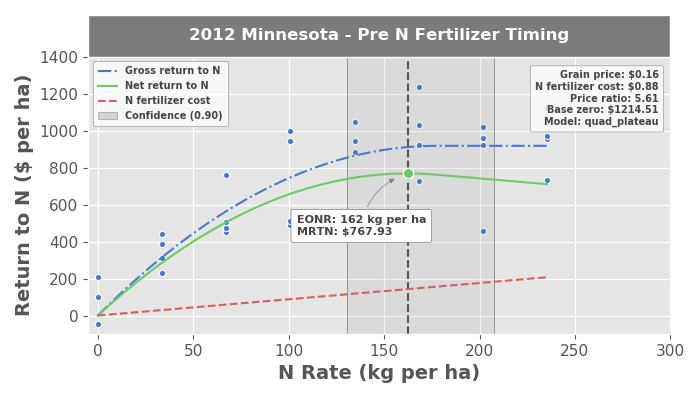 2012 Minnesota - Pre N Fertilizer Timing
Gross return to N
Net return to N
N fertilizer cost
Confidence (0.90)
Grain price: $0.16
N fertilizer cost: $0.88
Price ratio: 5.61
Base zero: $1214.51
Model: quad_plateau
EONR: 162 kg per ha
MRTN: $767.93
Return to N ($ per ha)
1400
1200
1000
800
600
400
200
0
0
50
100
150
200
250
300
N Rate (kg per ha)